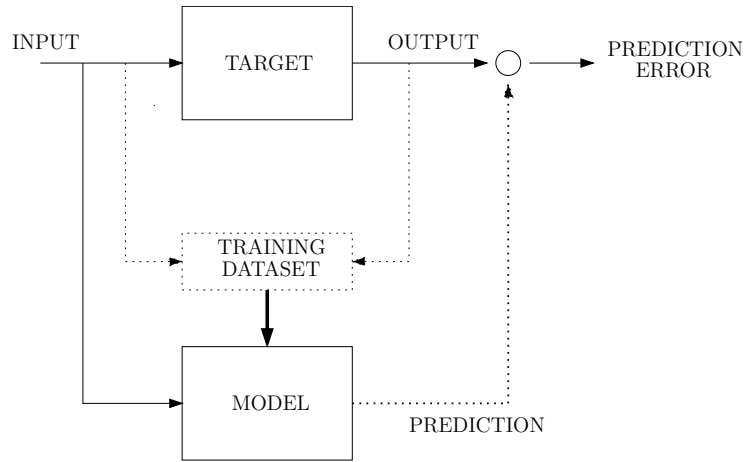 INPUT
TARGET
OUTPUT
PREDICTION
ERROR
TRAINING
DATASET
MODEL
PREDICTION